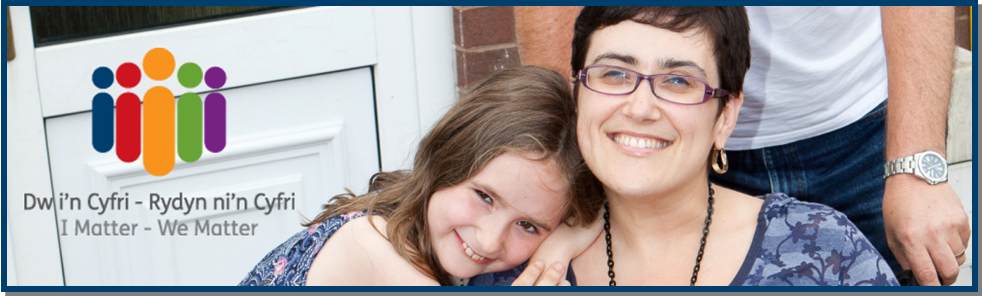 Dw i’n Cyfri - Rydyn ni’n Cyfri
I Matter - We Matter